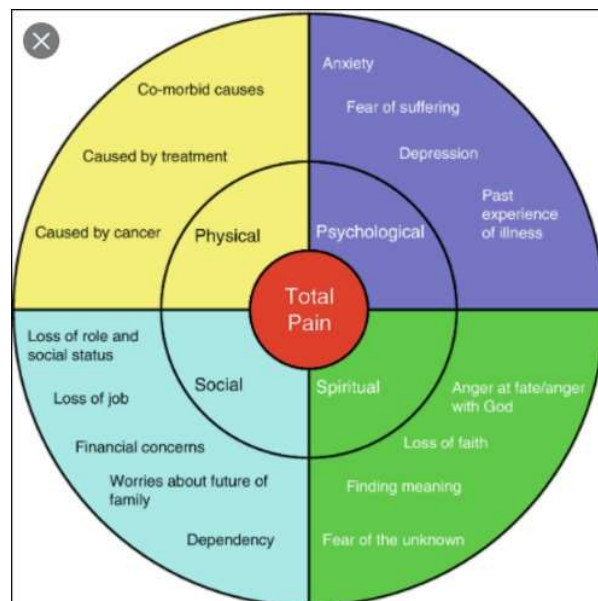 Co-morbid causes
Caused by treatment
Caused by cancer
Physical
Anxiety
Fear of suffering
Depression
Past
experience
of illness
Psychological
Total
Pain
Loss of role and
social status
Loss of job
Financial concerns
Worries about future of
family
Dependency
Social
Spiritual
Anger at fate/anger
with God
Loss of faith
Finding meaning
Fear of the unknown